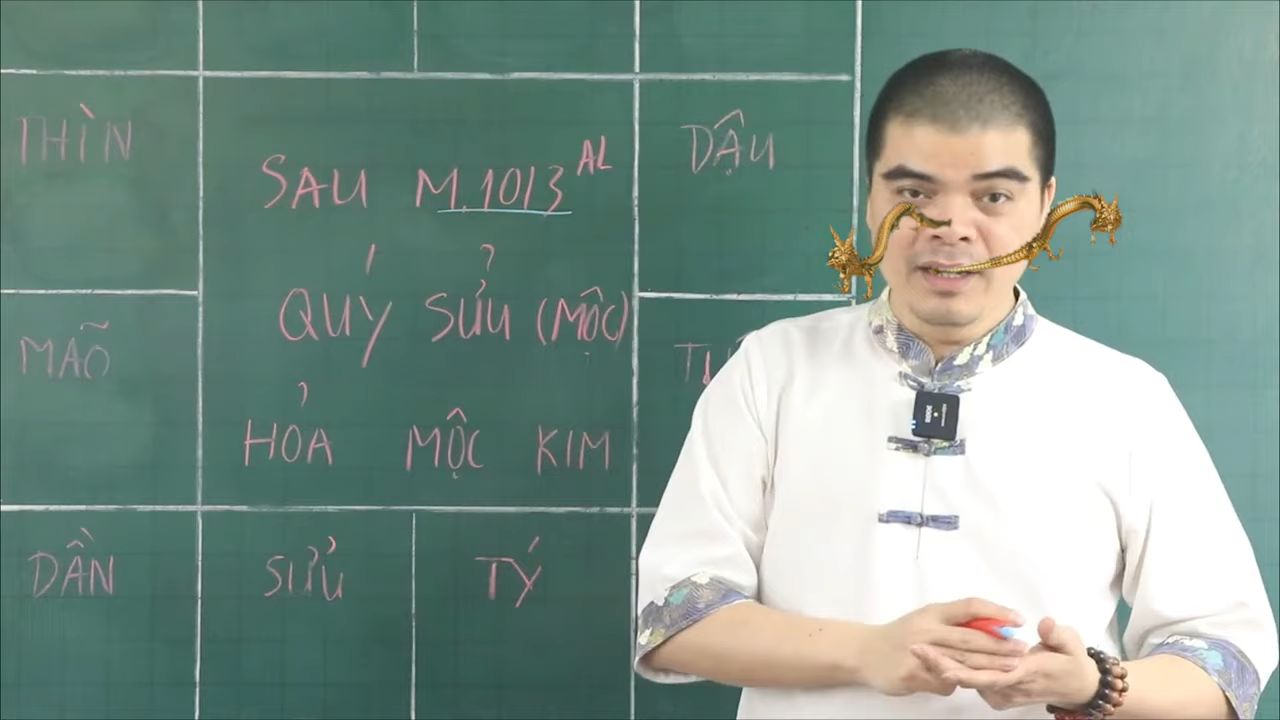 THÌN
SAU M.1013 AL
DẬU
QUÝ SỬU (MỘC)
MÃO
HỎA MỘC KIM
DẦN
SỬU
TÝ